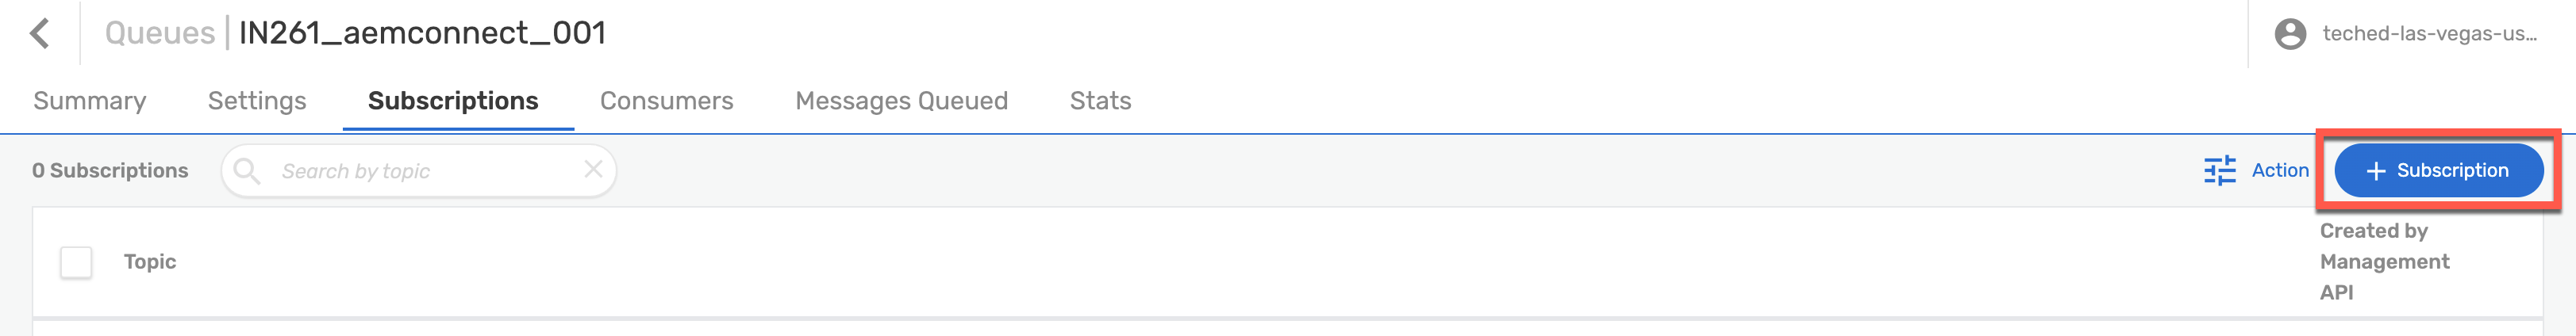 Queues | IN261_aemconnect_001
teched-las-vegas-us...
Summary Settings Subscriptions Consumers Messages Queued Stats
0 Subscriptions Search by topic Action + Subscription
Topic
Created by
Management
API